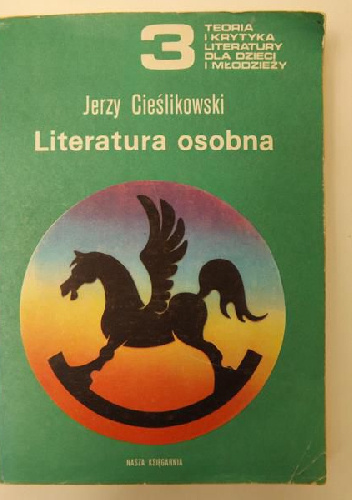 3
TEORIA
I KRYTYKA
LITERATURY
DLA DZIECI
I MŁODZIEŻY
Jerzy Cieślikowski
Literatura osobna
NASZA KSIĘGARNIA